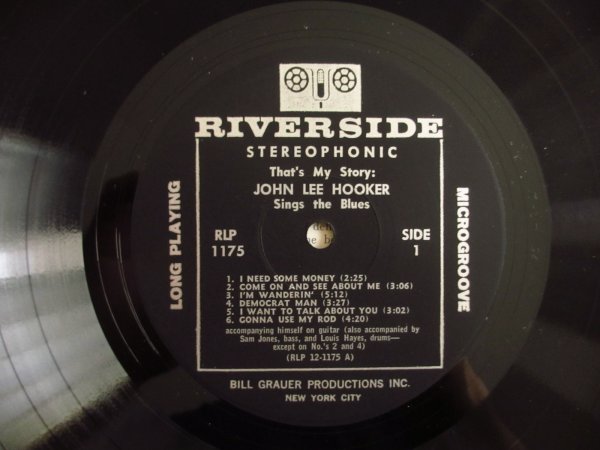 RIVERSIDE
STEREOPHONIC
That's My Story:
JOHN LEE HOOKER
Sings the Blues
LONG PLAYING
RLP
1175
SIDE
1
MICROGROOVE
1. I NEED SOME MONEY (2:25)
2. COME ON AND SEE ABOUT ME (3:06)
3. I'M WANDERIN' (5:12)
4. DEMOCRAT MAN (3:27)
5. I WANT TO TALK ABOUT YOU (3:02)
6. GONNA USE MY ROD (4:20)
accompanying himself on guitar (also accompanied by
Sam Jones, bass, and Louis Hayes, drums—
except on No.'s 2 and 4)
(RLP 12-1175 A)
BILL GRAUER PRODUCTIONS INC.
NEW YORK CITY